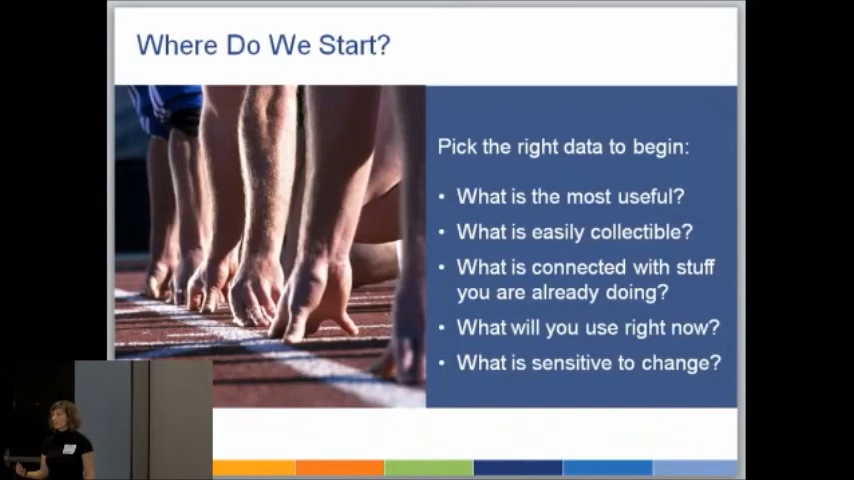 Where Do We Start?
Pick the right data to begin:
• What is the most useful?
• What is easily collectible?
• What is connected with stuff
you are already doing?
• What will you use right now?
• What is sensitive to change?